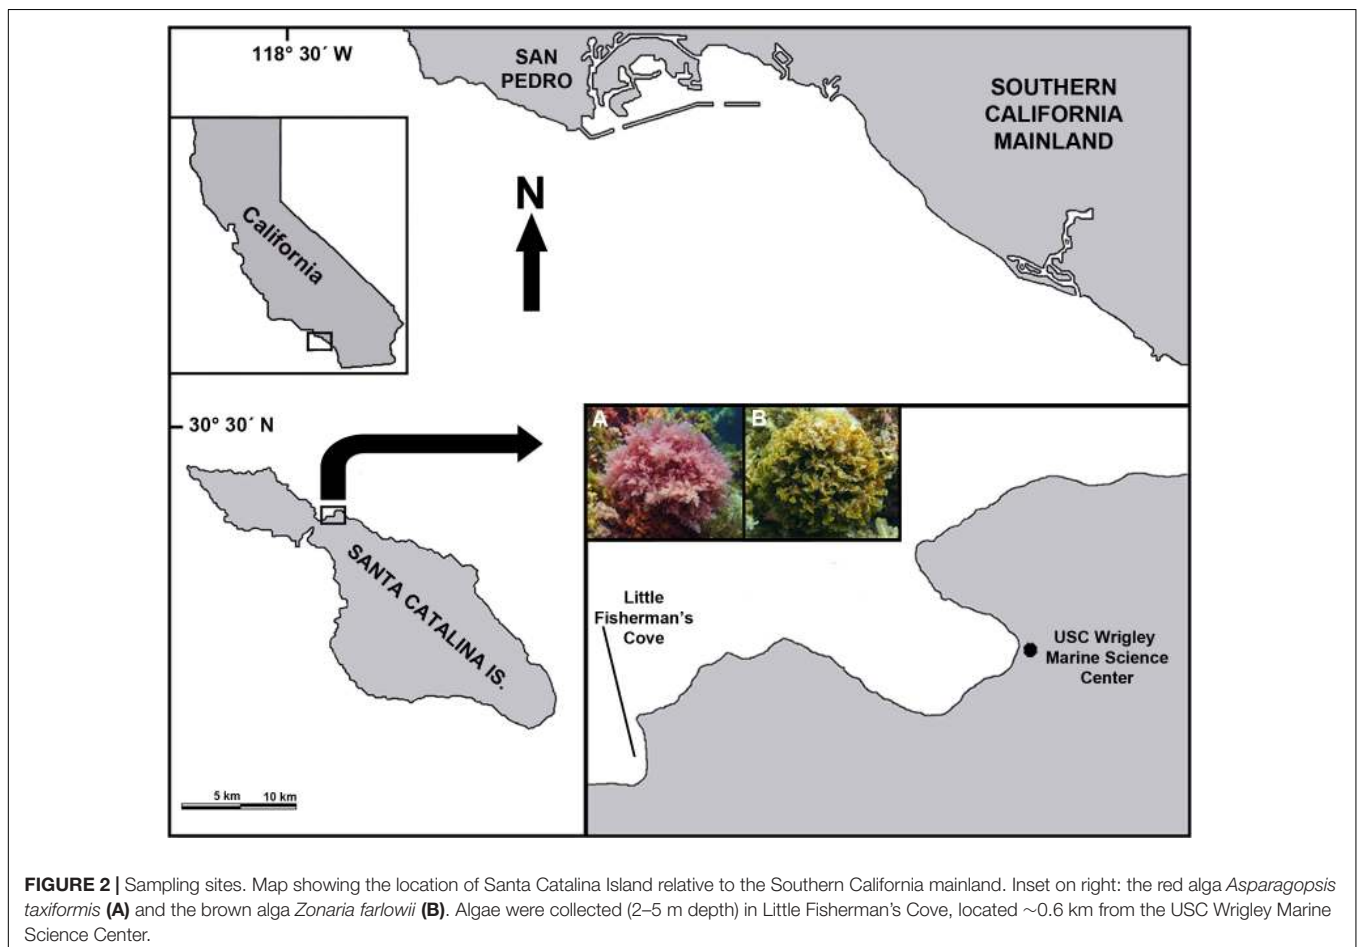 118° 30´ W
SAN
PEDRO
SOUTHERN
CALIFORNIA
MAINLAND
N
California
30° 30´ N
A
B
SANTA CATALINA IS.
Little
Fisherman's
Cove
USC Wrigley
Marine Science
Center
5 km
10 km
FIGURE 2 | Sampling sites. Map showing the location of Santa Catalina Island relative to the Southern California mainland. Inset on right: the red alga Asparagopsis
taxiformis (A) and the brown alga Zonaria farlowii (B). Algae were collected (2–5 m depth) in Little Fisherman's Cove, located ∼0.6 km from the USC Wrigley Marine
Science Center.